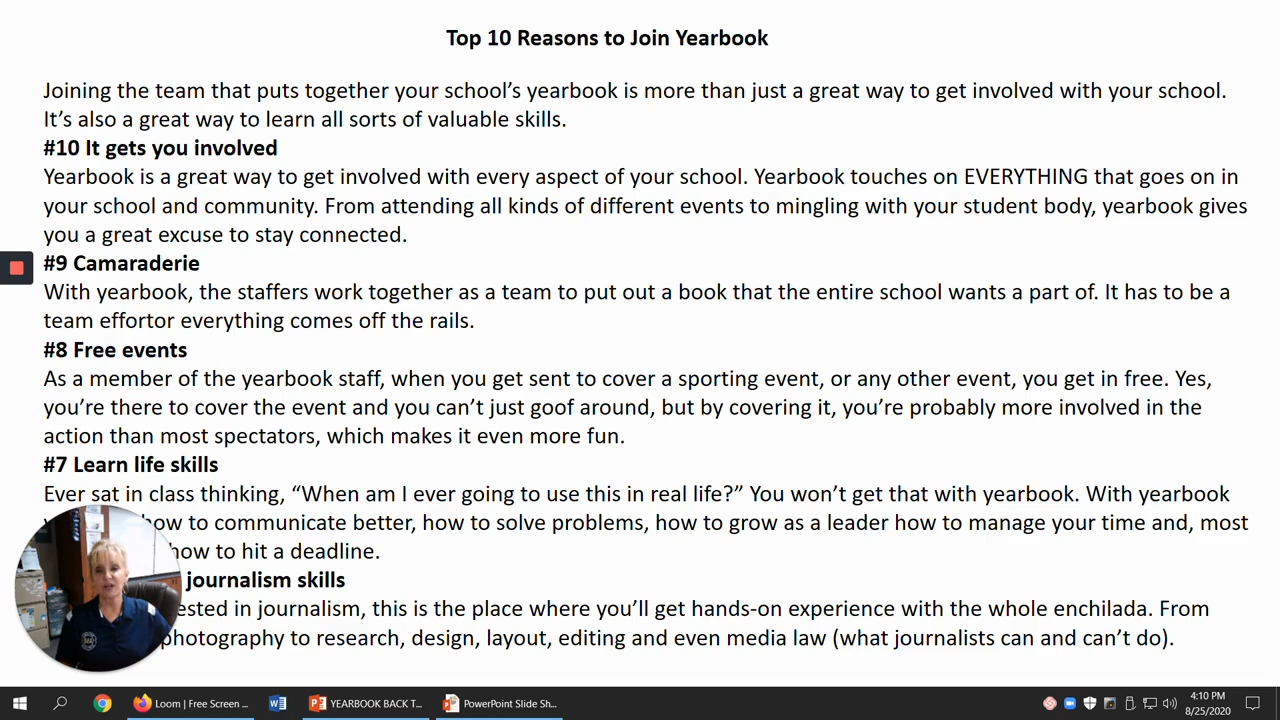 Top 10 Reasons to Join Yearbook
Joining the team that puts together your school’s yearbook is more than just a great way to get involved with your school.
It’s also a great way to learn all sorts of valuable skills.
#10 It gets you involved
Yearbook is a great way to get involved with every aspect of your school. Yearbook touches on EVERYTHING that goes on in
your school and community. From attending all kinds of different events to mingling with your student body, yearbook gives
you a great excuse to stay connected.
#9 Camaraderie
With yearbook, the staffers work together as a team to put out a book that the entire school wants a part of. It has to be a
team effortor everything comes off the rails.
#8 Free events
As a member of the yearbook staff, when you get sent to cover a sporting event, or any other event, you get in free. Yes,
you’re there to cover the event and you can’t just goof around, but by covering it, you’re probably more involved in the
action than most spectators, which makes it even more fun.
#7 Learn life skills
Ever sat in class thinking, “When am I ever going to use this in real life?” You won’t get that with yearbook. With yearbook
how to communicate better, how to solve problems, how to grow as a leader how to manage your time and, most
how to hit a deadline.
journalism skills
in journalism, this is the place where you’ll get hands-on experience with the whole enchilada. From
photography to research, design, layout, editing and even media law (what journalists can and can’t do).
Loom | Free Screen ...
YEARBOOK BACK T...
PowerPoint Slide Sh...
4:10 PM
8/25/2020